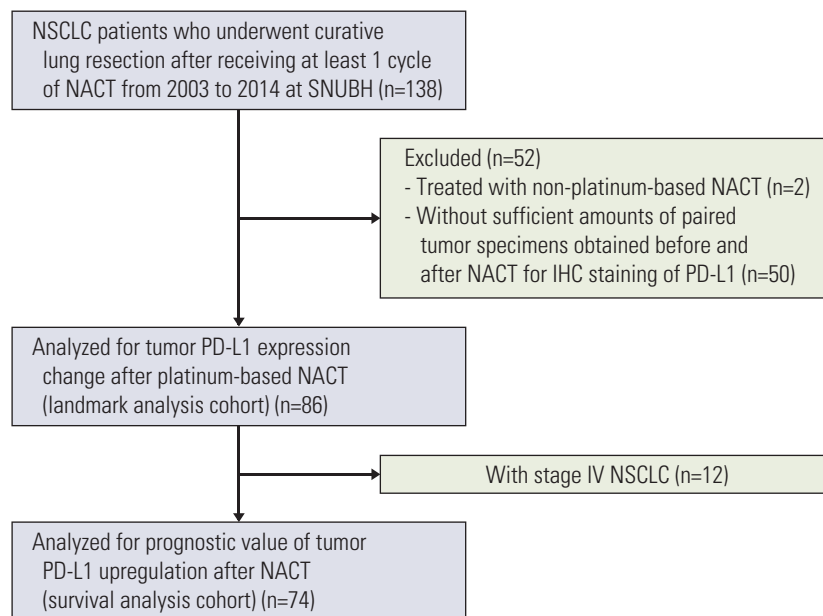 NSCLC patients who underwent curative
lung resection after receiving at least 1 cycle
of NACT from 2003 to 2014 at SNUBH (n=138)
Excluded (n=52)
- Treated with non-platinum-based NACT (n=2)
- Without sufficient amounts of paired
tumor specimens obtained before and
after NACT for IHC staining of PD-L1 (n=50)
Analyzed for tumor PD-L1 expression
change after platinum-based NACT
(landmark analysis cohort) (n=86)
With stage IV NSCLC (n=12)
Analyzed for prognostic value of tumor
PD-L1 upregulation after NACT
(survival analysis cohort) (n=74)